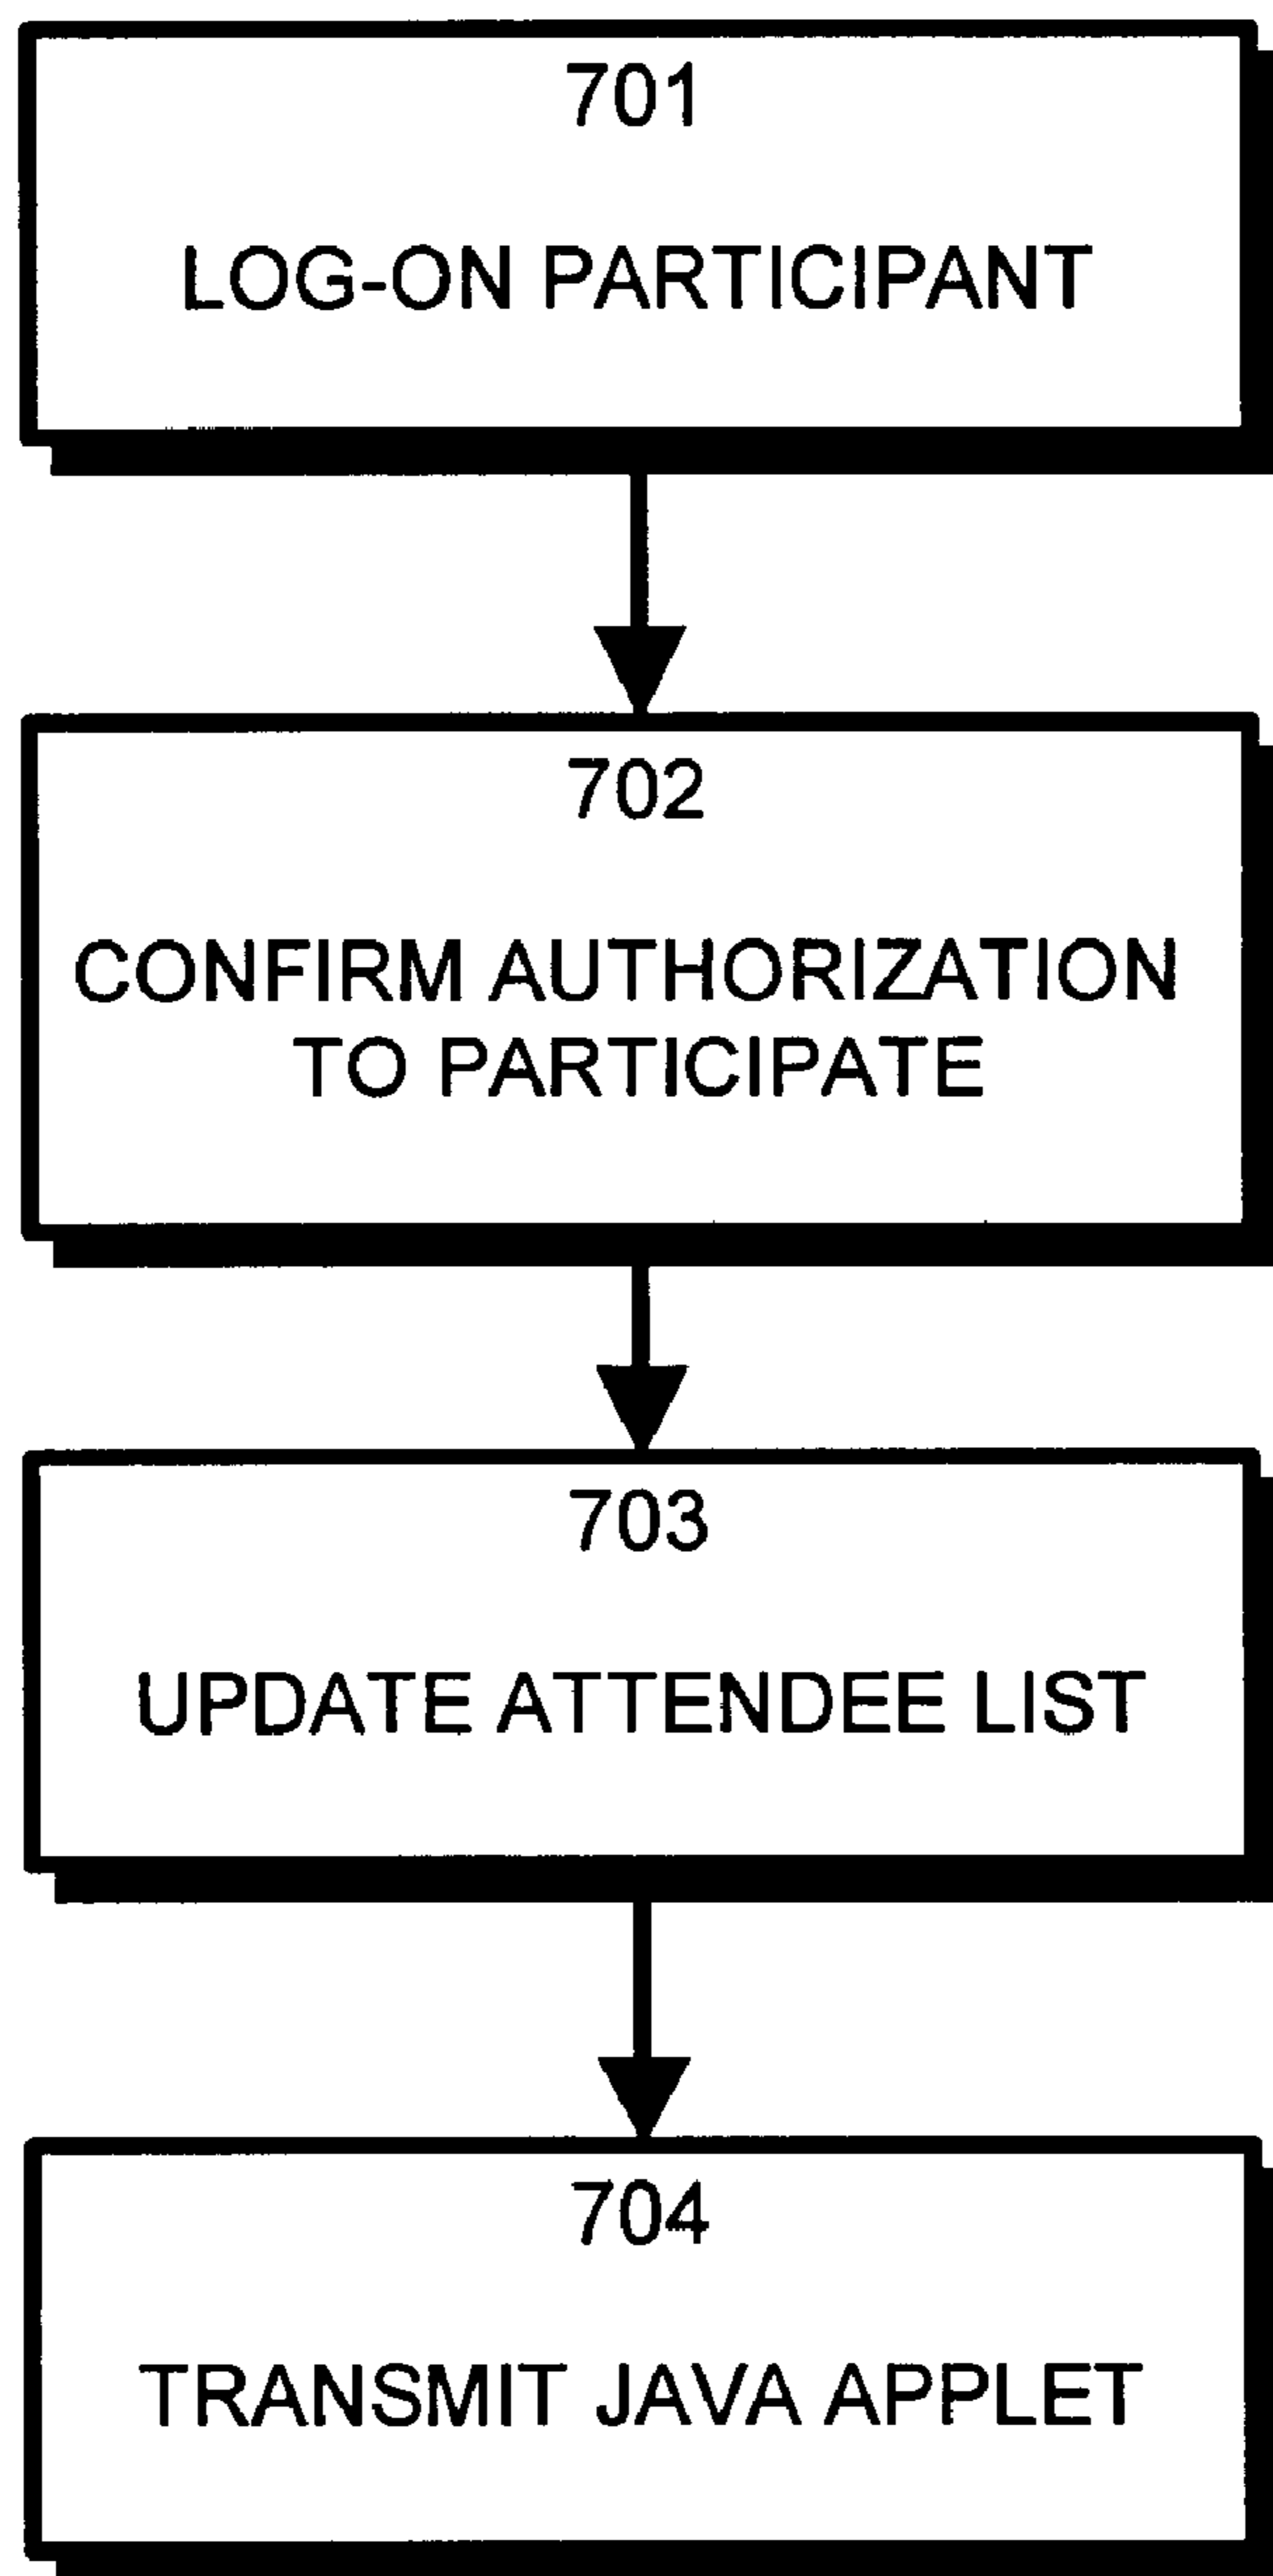 701
LOG-ON PARTICIPANT
702
CONFIRM AUTHORIZATION
TO PARTICIPATE
703
UPDATE ATTENDEE LIST
704
TRANSMIT JAVA APPLET